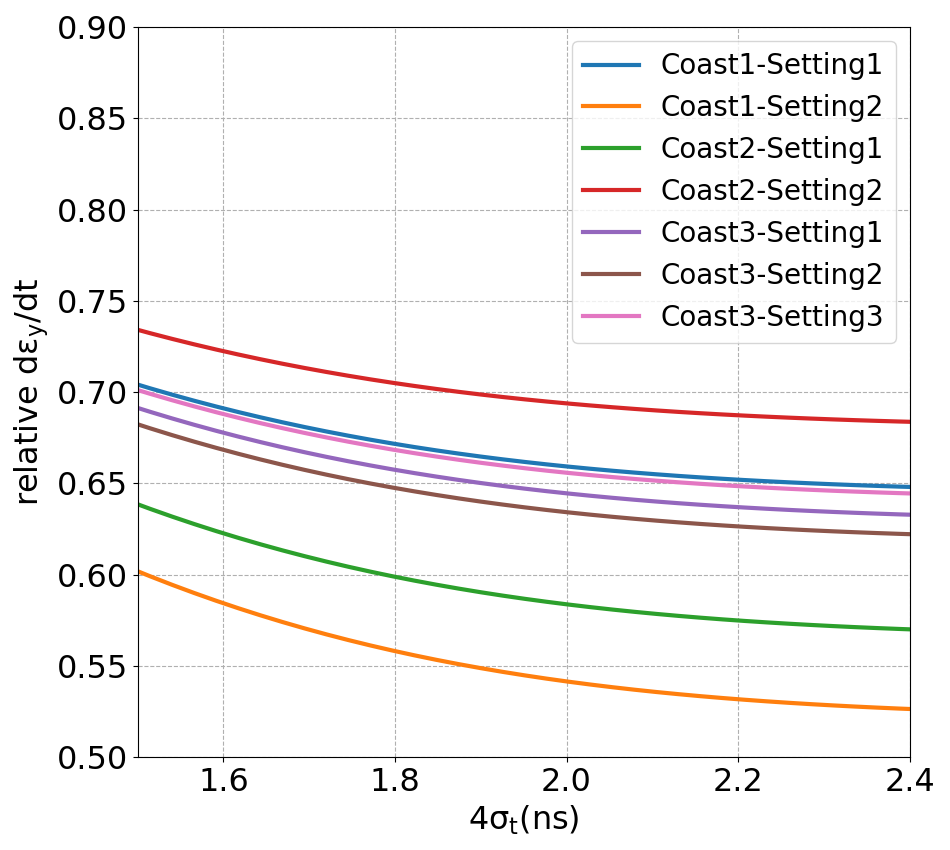 0.90
0.85
0.80
0.75
0.70
0.65
0.60
0.55
0.50
relative dεy/dt
1.6
1.8
2.0
2.2
2.4
4σt(ns)
Coast1-Setting1
Coast1-Setting2
Coast2-Setting1
Coast2-Setting2
Coast3-Setting1
Coast3-Setting2
Coast3-Setting3